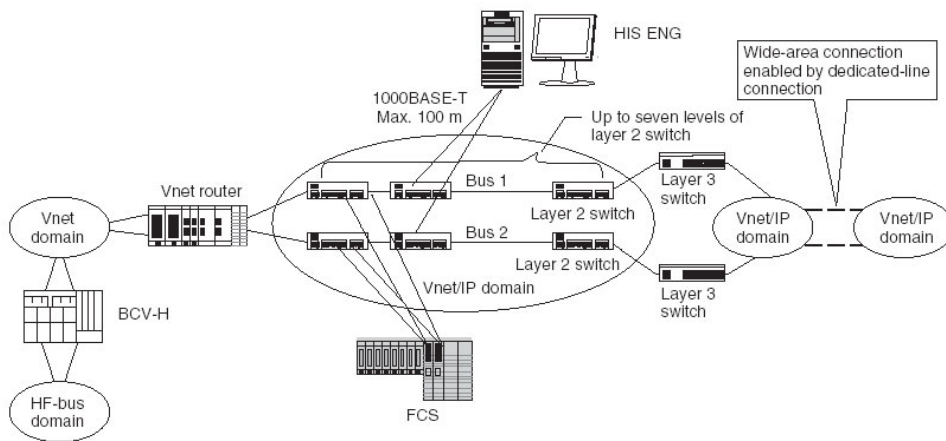 HIS ENG
Wide-area connection
enabled by dedicated-line
connection
1000BASE-T
Max. 100 m
Up to seven levels of
layer 2 switch
Vnet router
Bus 1
Layer 3
switch
Layer 2 switch
Vnet
domain
Vnet/IP
domain
Vnet/IP
domain
Bus 2
Layer 2 switch
Vnet/IP domain
Layer 3
switch
BCV-H
HF-bus
domain
FCS